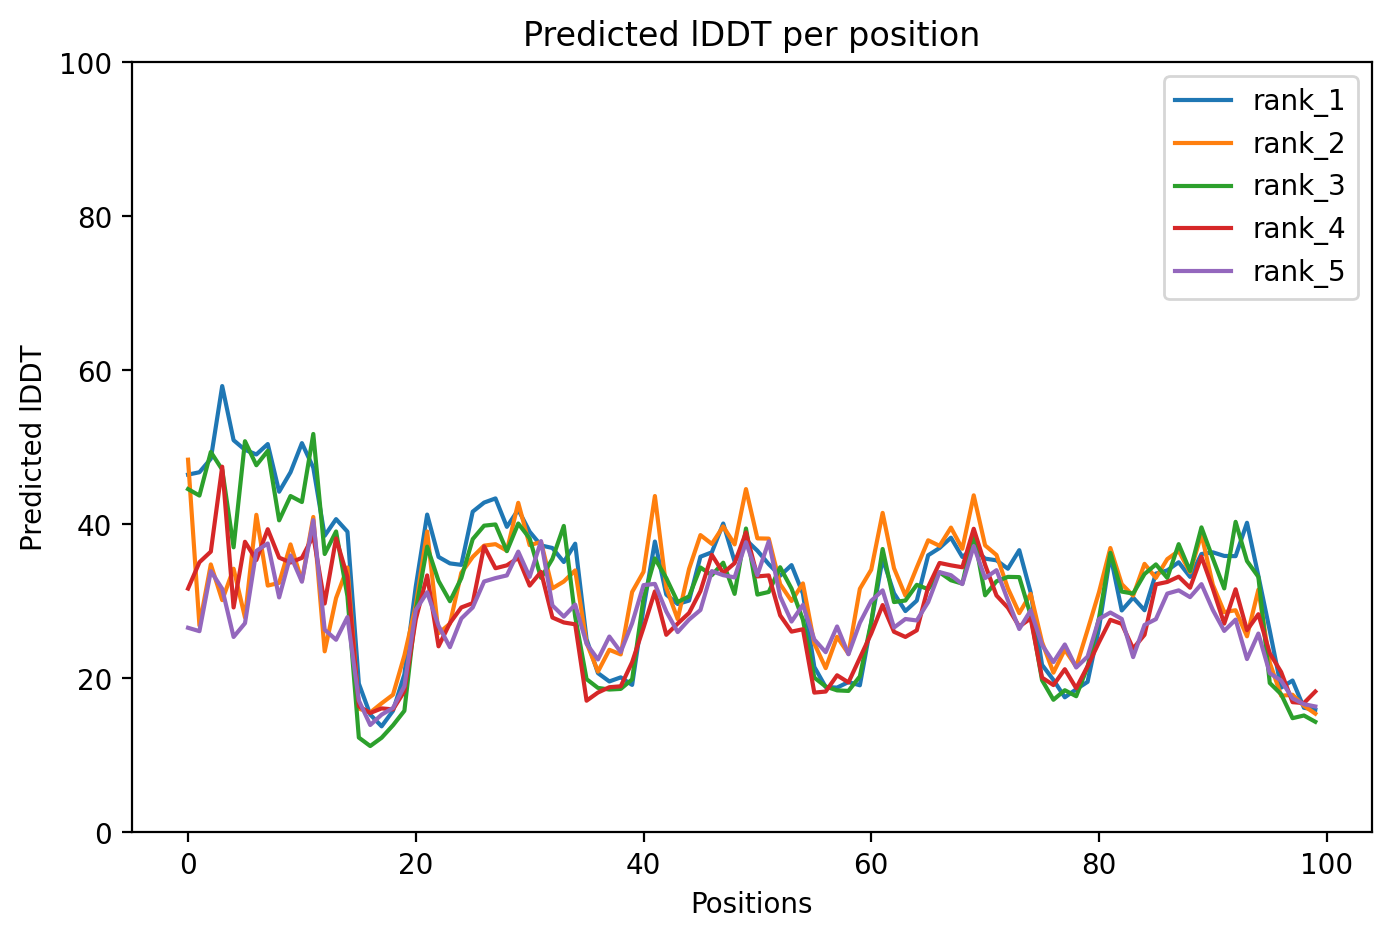 Predicted lDDT per position
100
80
60
40
20
0
Predicted lDDT
0 20 40 60 80 100
Positions
rank_1
rank_2
rank_3
rank_4
rank_5